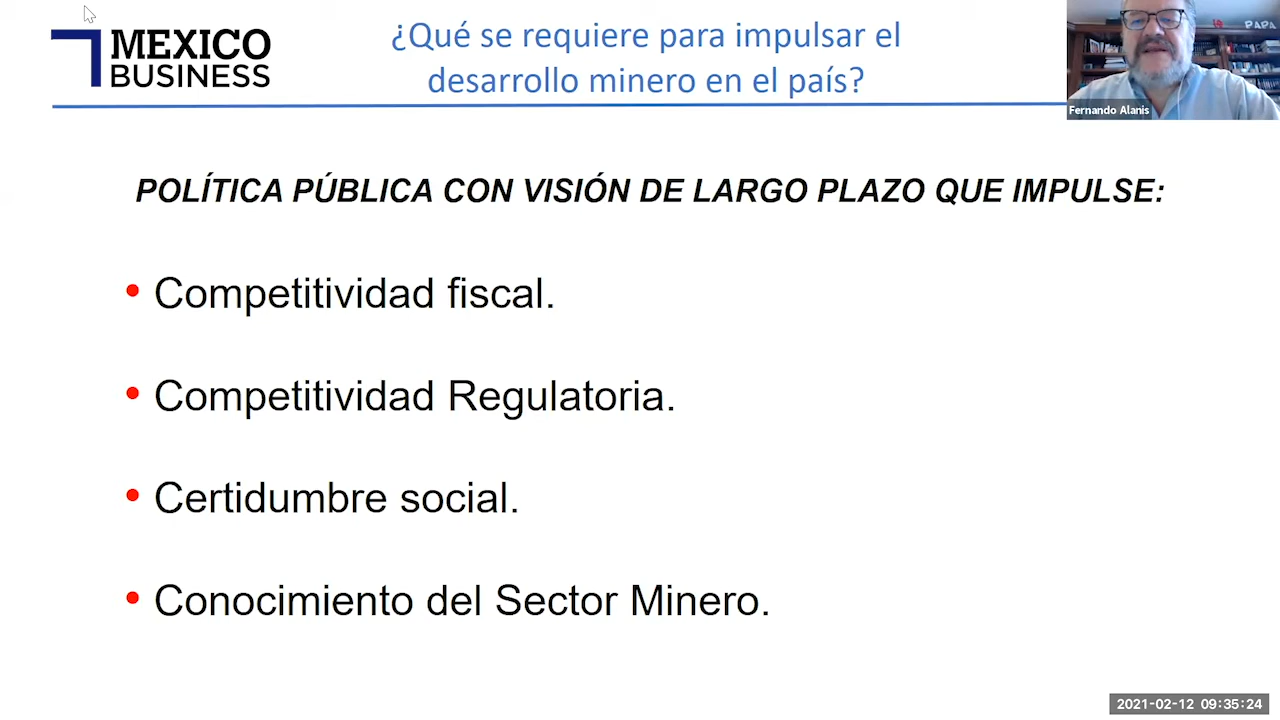 MEXICO
BUSINESS
¿Qué se requiere para impulsar el
desarrollo minero en el país?
PAPA
Fernando Alanis
POLÍTICA PÚBLICA CON VISIÓN DE LARGO PLAZO QUE IMPULSE:
• Competitividad fiscal.
• Competitividad Regulatoria.
• Certidumbre social.
• Conocimiento del Sector Minero.
2021-02-12 09:35:24